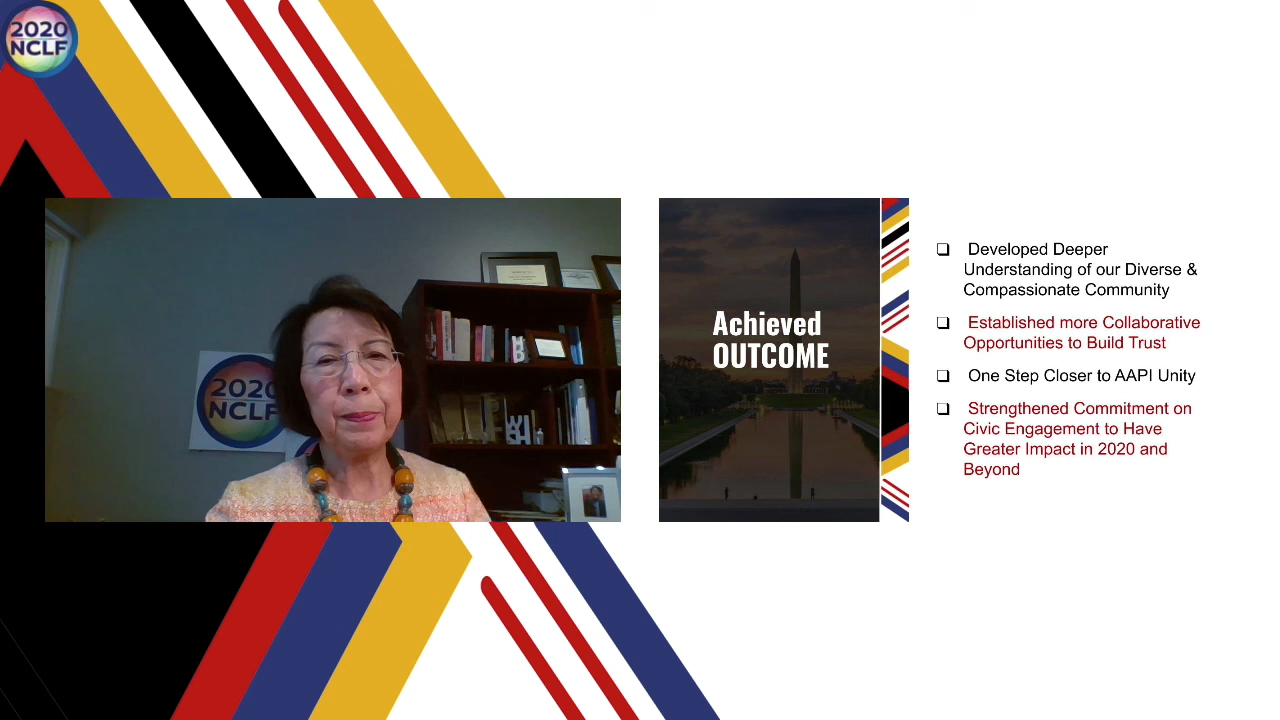 2020
NCLF
2020
NCLF
Achieved
OUTCOME
❑ Developed Deeper
Understanding of our Diverse &
Compassionate Community
❑ Established more Collaborative
Opportunities to Build Trust
❑ One Step Closer to AAPI Unity
❑ Strengthened Commitment on
Civic Engagement to Have
Greater Impact in 2020 and
Beyond